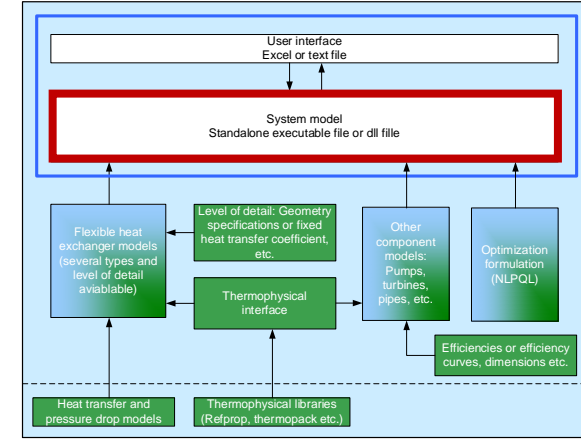 User interface
Excel or text file
System model
Standalone executable file or dll fille
Flexible heat
exchanger models
(several types and
level of detail
aviablable)
Level of detail: Geometry
specifications or fixed
heat transfer coefficient,
etc.
Thermophysical
interface
Other
component
models:
Pumps,
turbines,
pipes, etc.
Optimization
formulation
(NLPQL)
Efficiencies or efficiency
curves, dimensions etc.
Heat transfer and
pressure drop models
Thermophysical libraries
(Refprop, thermopack etc.)